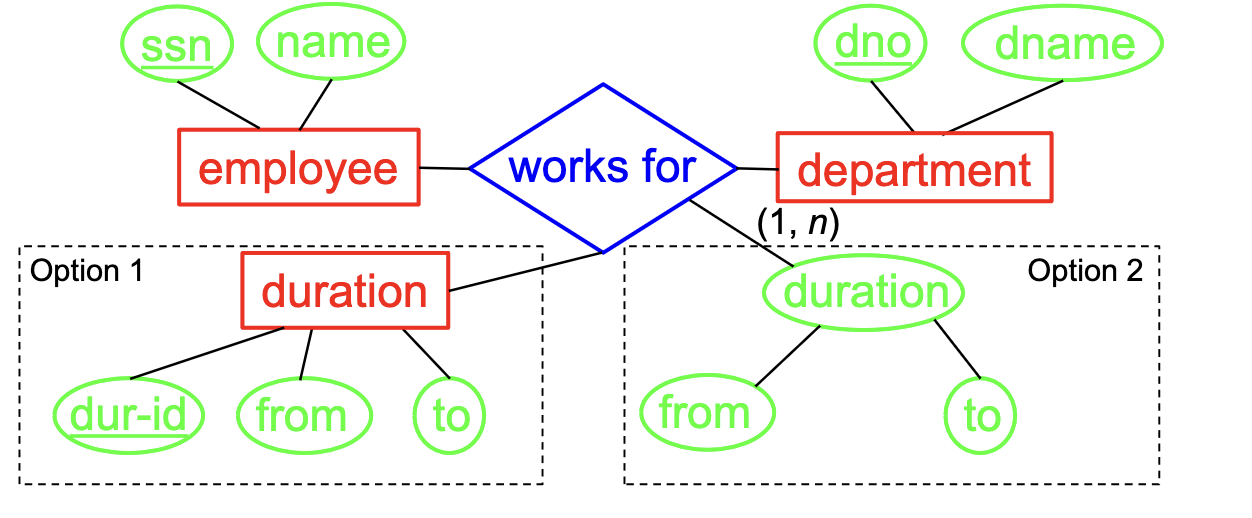 ssn
name
dno
dname
employee
works for
department
(1, n)
Option 1
duration
dur-id
from
to
Option 2
duration
from
to